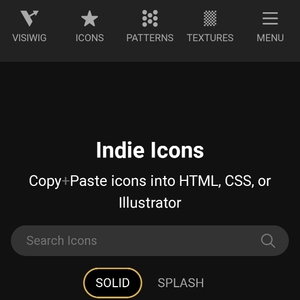 VISIWIG ICONS PATTERNS TEXTURES MENU
Indie Icons
Copy+Paste icons into HTML, CSS, or
Illustrator
Search Icons
SOLID SPLASH